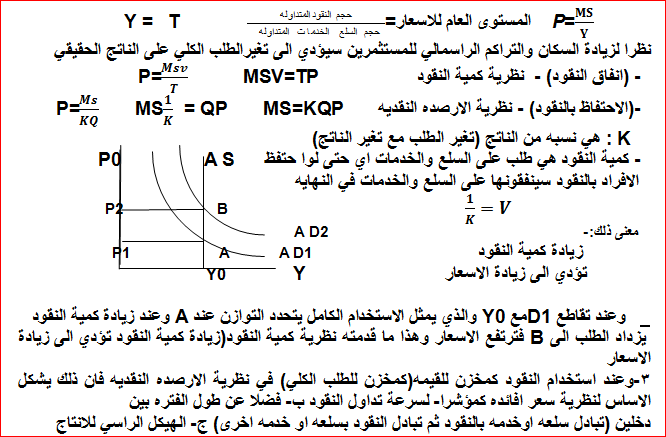 P=MS/Y المستوى العام للاسعار= حجم النقود المتداوله / حجم السلع الخدمات المتداوله Y = T
نظرا لزيادة السكان والتراكم الراسمالي للمستثمرين سيؤدي الى تغيرالطلب الكلي على الناتج الحقيقي
- (انفاق النقود) - نظرية كمية النقود MSV=TP P=Msv/T
-(الاحتفاظ بالنقود) - نظرية الارصده النقديه MS=KQP MS 1/K = QP P=Ms/KQ
K : هي نسبه من الناتج (تغير الطلب مع تغير الناتج)
- كمية النقود هي طلب على السلع والخدمات اي حتى لوا حتفظ
الافراد بالنقود سينفقونها على السلع والخدمات في النهايه
1/K = V
معنى ذلك:-
زيادة كمية النقود
تؤدي الى زيادة الاسعار
P0 A S
P2 B
A D2
P1 A A D1
Y0 Y
_ وعند تقاطع D1مع Y0 والذي يمثل الاستخدام الكامل يتحدد التوازن عند A وعند زيادة كمية النقود
يزداد الطلب الى B فترتفع الاسعار وهذا ما قدمته نظرية كمية النقود(زيادة كمية النقود تؤدي الى زيادة
الاسعار
٣-وعند استخدام النقود كمخزن للقيمه(كمخزن للطلب الكلي) في نظرية الارصده النقديه فان ذلك يشكل
الاساس لنظرية سعر افائده كمؤشرا- لسرعة تداول النقود ب- فضلا عن طول الفتره بين
دخلين (تبادل سلعه اوخدمه بالنقود ثم تبادل النقود بسلعه او خدمه اخرى) ج- الهيكل الراسي للانتاج